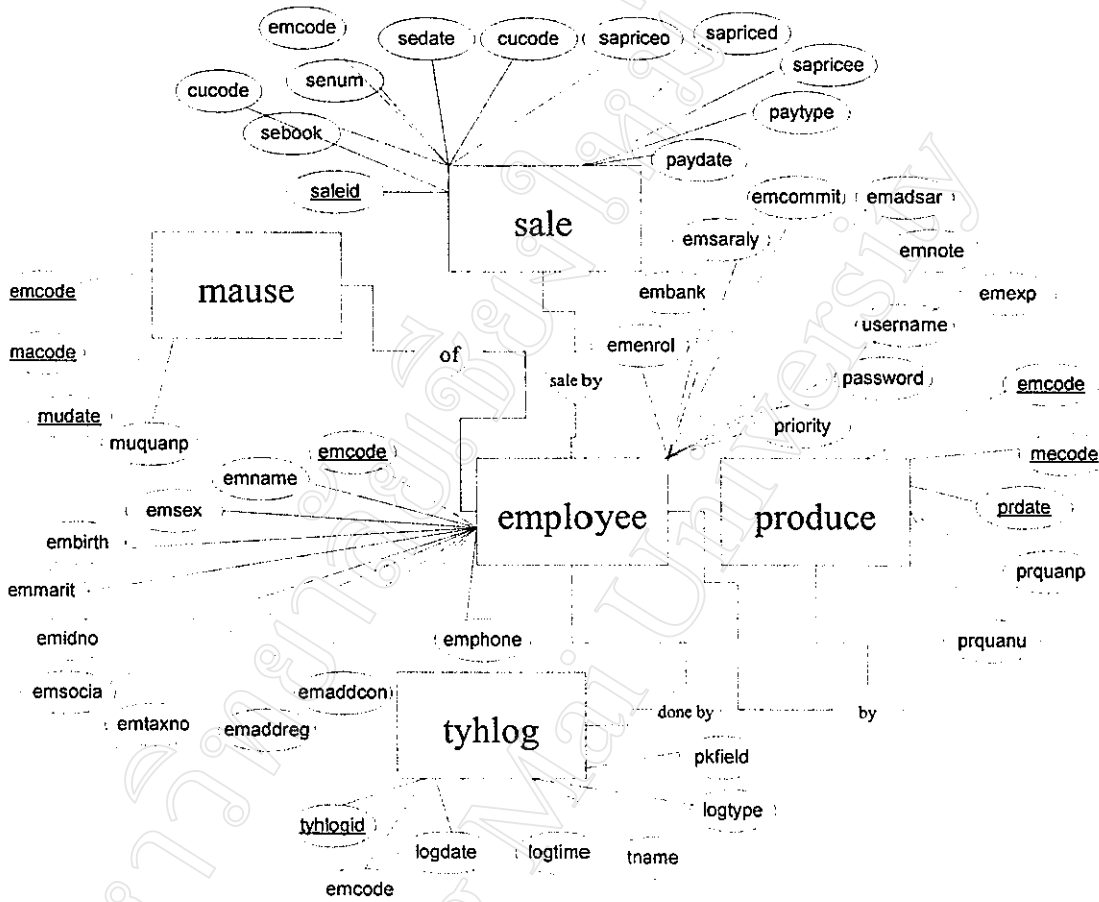 emcode
sedate
cucode
sapriceo
sapriced
cucode
senum
sapricee
sebook
paytype
saleid
paydate
sale
emcommit
emadsar
emsaraly
emnote
emcode
mause
embank
emexp
username
macode
of
emenrol
sale by
password
emcode
mudate
muquanp
emcode
priority
mecode
emname
emsex
employee
produce
prdate
embirth
emmarit
prquanp
emidno
emphone
prquanu
emsocia
emaddcon
emtaxno
emaddreg
tyhlog
done by
by
pkfield
tyhlogid
logtype
logdate
logtime
tname
emcode
Mai University